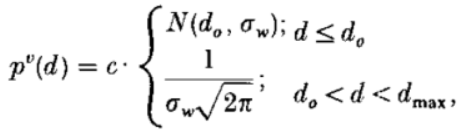 p^v(d) = c · { N(d_o, σ_w); d ≤ d_o
1/(σ_w√2π); d_o < d < d_max,